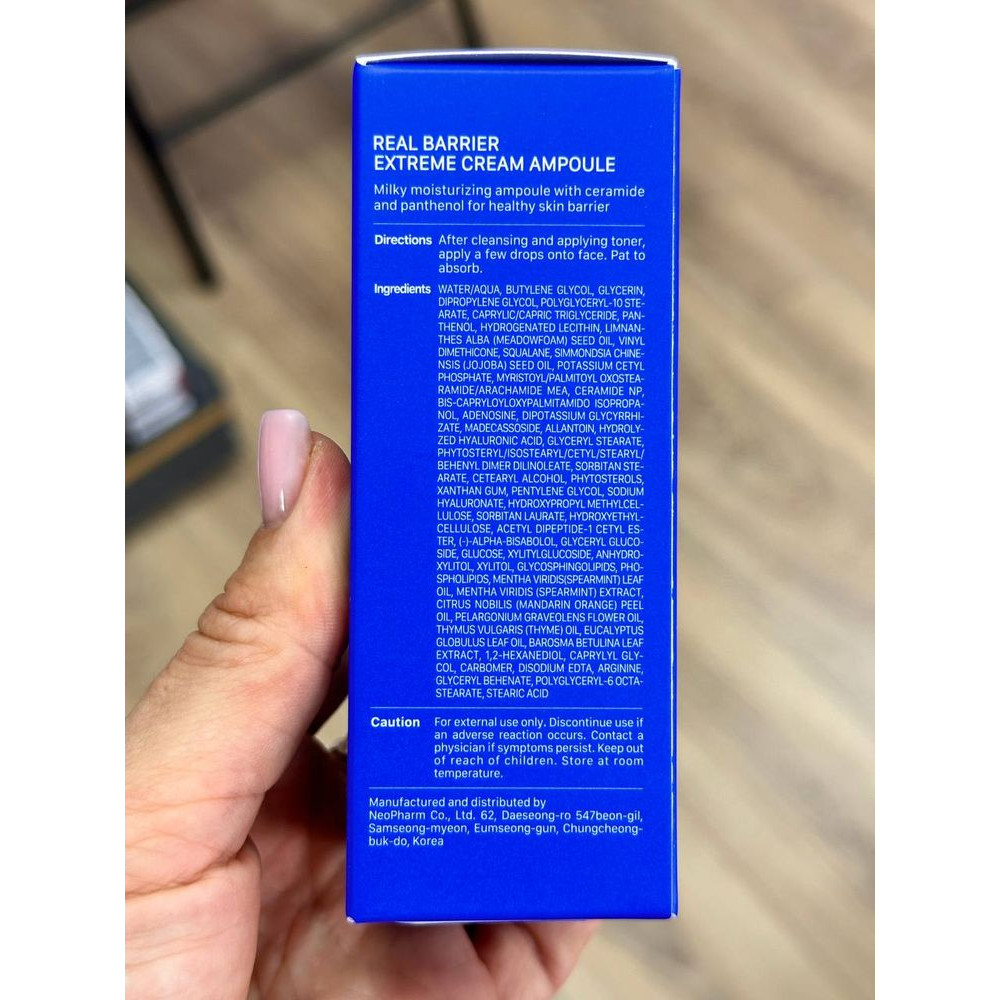 REAL BARRIER
EXTREME CREAM AMPOULE
Milky moisturizing ampoule with ceramide
and panthenol for healthy skin barrier
Directions After cleansing and applying toner,
apply a few drops onto face. Pat to
absorb.
Ingredients WATER/AQUA, BUTYLENE GLYCOL, GLYCERIN,
DIPROPYLENE GLYCOL, POLYGLYCERYL-10 STE-
ARATE, CAPRYLIC/CAPRIC TRIGLYCERIDE, PAN-
THENOL, HYDROGENATED LECITHIN, LIMNAN-
THES ALBA (MEADOWFOAM) SEED OIL, VINYL
DIMETHICONE, SQUALANE, SIMMONDSIA CHINE-
NSIS (JOJOBA) SEED OIL, POTASSIUM CETYL
PHOSPHATE, MYRISTOYL/PALMITOYL OXOSTEA-
RAMIDE/ARACHAMIDE MEA, CERAMIDE NP,
BIS-CAPRYLOYLOXYPALMITAMIDO ISOPROPA-
NOL, ADENOSINE, DIPOTASSIUM GLYCYRRHI-
ZATE, MADECASSOSIDE, ALLANTOIN, HYDROLY-
ZED HYALURONIC ACID, GLYCERYL STEARATE,
PHYTOSTERYL/ISOSTEARYL/CETYL/STEARYL/
BEHENYL DIMER DILINOLEATE, SORBITAN STE-
ARATE, CETEARYL ALCOHOL, PHYTOSTEROLS,
XANTHAN GUM, PENTYLENE GLYCOL, SODIUM
HYALURONATE, HYDROXYPROPYL METHYLCEL-
LULOSE, SORBITAN LAURATE, HYDROXYETHYL-
CELLULOSE, ACETYL DIPEPTIDE-1 CETYL ES-
TER, (-)-ALPHA-BISABOLOL, GLYCERYL GLUCO-
SIDE, GLUCOSE, XYLITYLGLUCOSIDE, ANHYDRO-
XYLITOL, XYLITOL, GLYCOSPHINGOLIPIDS, PHO-
SPHOLIPIDS, MENTHA VIRIDIS(SPEARMINT) LEAF
OIL, MENTHA VIRIDIS (SPEARMINT) EXTRACT,
CITRUS NOBILIS (MANDARIN ORANGE) PEEL
OIL, PELARGONIUM GRAVEOLENS FLOWER OIL,
THYMUS VULGARIS (THYME) OIL, EUCALYPTUS
GLOBULUS LEAF OIL, BAROSMA BETULINA LEAF
EXTRACT, 1,2-HEXANEDIOL, CAPRYLYL GLY-
COL, CARBOMER, DISODIUM EDTA, ARGININE,
GLYCERYL BEHENATE, POLYGLYCERYL-6 OCTA-
STEARATE, STEARIC ACID
Caution For external use only. Discontinue use if
an adverse reaction occurs. Contact a
physician if symptoms persist. Keep out
of reach of children. Store at room
temperature.
Manufactured and distributed by
NeoPharm Co., Ltd. 62, Daeseong-ro 547beon-gil,
Samseong-myeon, Eumseong-gun, Chungcheong-
buk-do, Korea